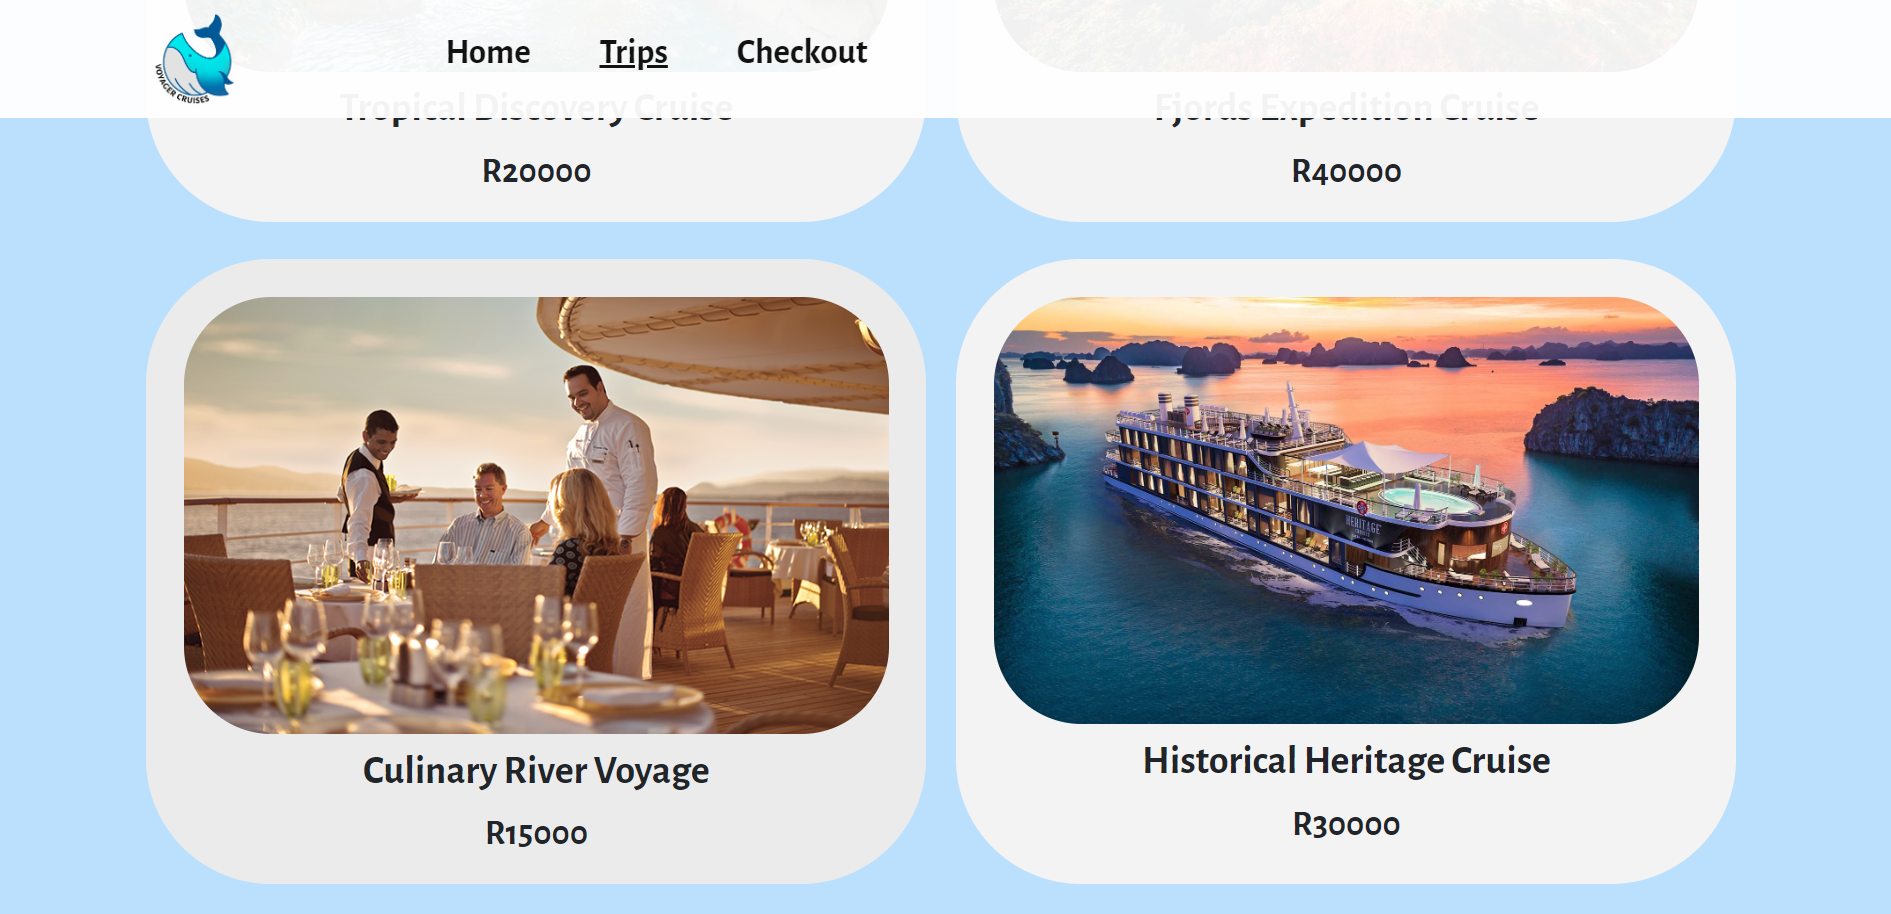 VOYAGER CRUISES
Home Trips Checkout
Tropical Discovery Cruise
Fjords Expedition Cruise
R20000
R40000
HERITAGE
Culinary River Voyage
Historical Heritage Cruise
R15000
R30000